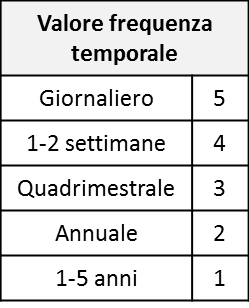 Valore frequenza
temporale
Giornaliero 5
1-2 settimane 4
Quadrimestrale 3
Annuale 2
1-5 anni 1